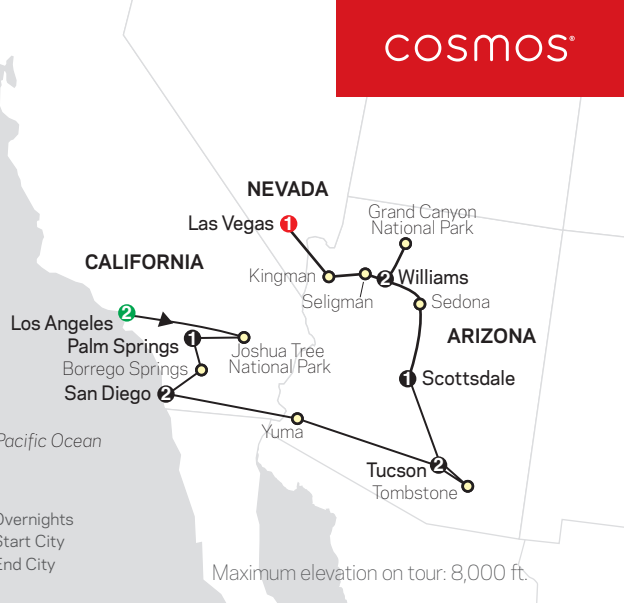 COSMOS®
NEVADA
Las Vegas 1
Grand Canyon
National Park
CALIFORNIA
Kingman
2 Williams
Seligman
Sedona
Los Angeles 2
ARIZONA
Palm Springs 1
Joshua Tree
National Park
Borrego Springs
1 Scottsdale
San Diego 2
Yuma
Pacific Ocean
Tucson 2
Tombstone
Overnights
Start City
End City
Maximum elevation on tour: 8,000 ft.